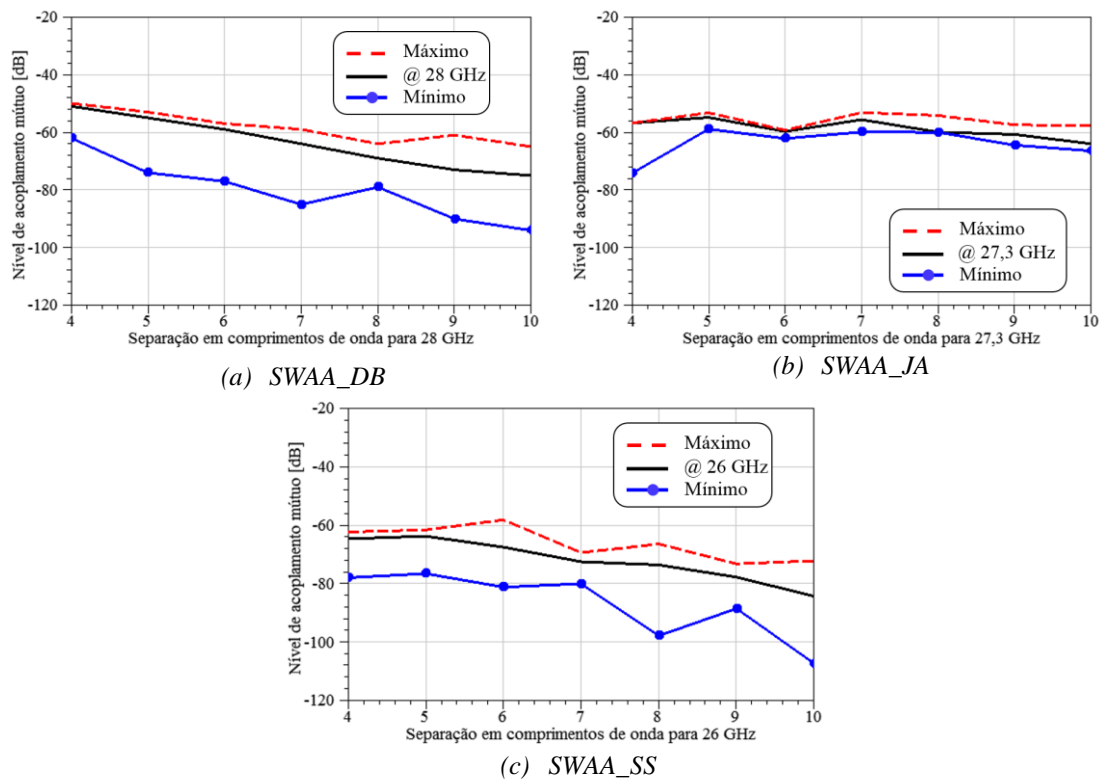 Nível de acoplamento mútuo [dB]
-20
-40
-60
-80
-100
-120
4 5 6 7 8 9 10
Separação em comprimentos de onda para 28 GHz
Máximo
@ 28 GHz
Mínimo
(a) SWAA_DB
Nível de acoplamento mútuo [dB]
-20
-40
-60
-80
-100
-120
4 5 6 7 8 9 10
Separação em comprimentos de onda para 27,3 GHz
Máximo
@ 27,3 GHz
Mínimo
(b) SWAA_JA
Nível de acoplamento mútuo [dB]
-20
-40
-60
-80
-100
-120
4 5 6 7 8 9 10
Separação em comprimentos de onda para 26 GHz
Máximo
@ 26 GHz
Mínimo
(c) SWAA_SS